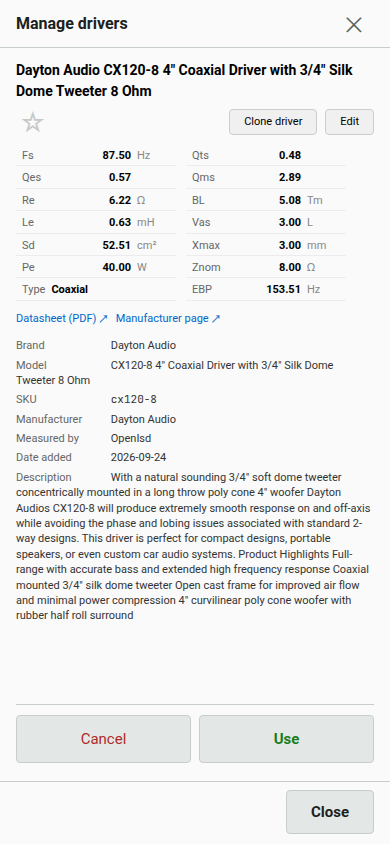 Manage drivers
Dayton Audio CX120-8 4" Coaxial Driver with 3/4" Silk
Dome Tweeter 8 Ohm
Clone driver Edit
Fs 87.50 Hz Qts 0.48
Qes 0.57 Qms 2.89
Re 6.22 Ω BL 5.08 Tm
Le 0.63 mH Vas 3.00 L
Sd 52.51 cm² Xmax 3.00 mm
Pe 40.00 W Znom 8.00 Ω
Type Coaxial EBP 153.51 Hz
Datasheet (PDF) ↗ Manufacturer page ↗
Brand Dayton Audio
Model CX120-8 4" Coaxial Driver with 3/4" Silk Dome
Tweeter 8 Ohm
SKU cx120-8
Manufacturer Dayton Audio
Measured by OpenIsd
Date added 2026-09-24
Description With a natural sounding 3/4" soft dome tweeter
concentrically mounted in a long throw poly cone 4" woofer Dayton
Audios CX120-8 will produce extremely smooth response on and off-axis
while avoiding the phase and lobing issues associated with standard 2-
way designs. This driver is perfect for compact designs, portable
speakers, or even custom car audio systems. Product Highlights Full-
range with accurate bass and extended high frequency response Coaxial
mounted 3/4" silk dome tweeter Open cast frame for improved air flow
and minimal power compression 4" curvilinear poly cone woofer with
rubber half roll surround
Cancel Use
Close